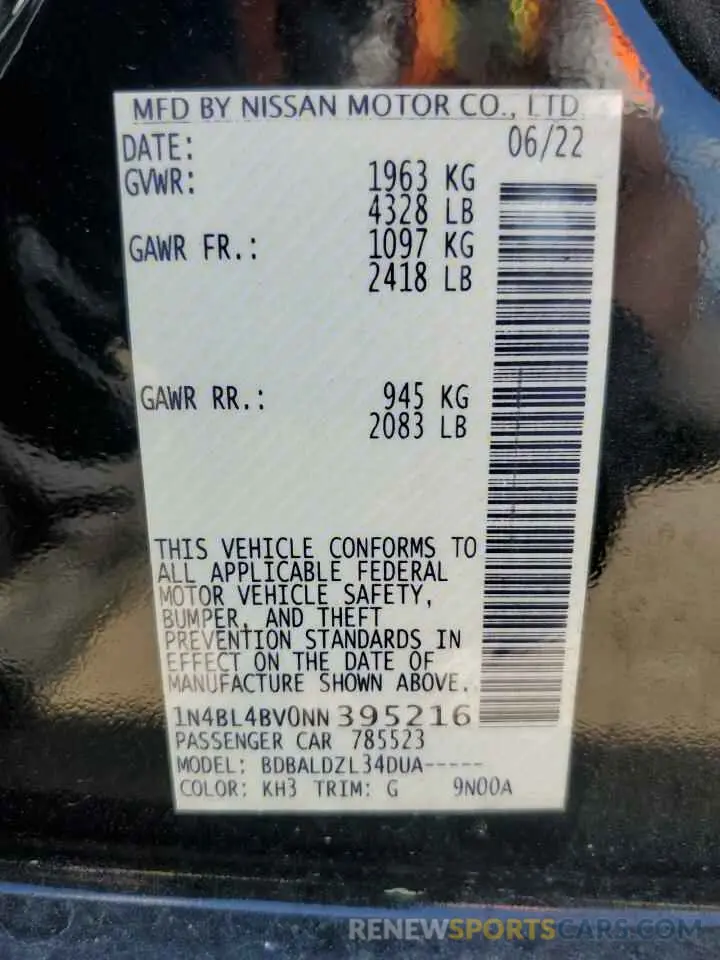 MFD BY NISSAN MOTOR CO., LTD.
DATE: 06/22
GVWR: 1963 KG
4328 LB
GAWR FR.: 1097 KG
2418 LB
GAWR RR.: 945 KG
2083 LB
THIS VEHICLE CONFORMS TO
ALL APPLICABLE FEDERAL
MOTOR VEHICLE SAFETY,
BUMPER, AND THEFT
PREVENTION STANDARDS IN
EFFECT ON THE DATE OF
MANUFACTURE SHOWN ABOVE.
1N4BL4BV0NN395216
PASSENGER CAR 785523
MODEL: BDBALDZL34DUA-----
COLOR: KH3 TRIM: G 9N00A
RENEWSPORTSCARS.COM